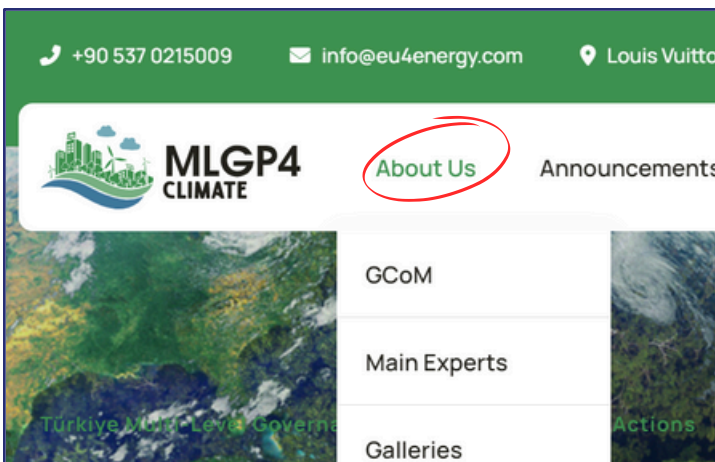 +90 537 0215009 info@eu4energy.com Louis Vuitto
MLGP4
CLIMATE
About Us Announcements
GCoM
Main Experts
Türkiye Multi-Level Governa Actions
Galleries